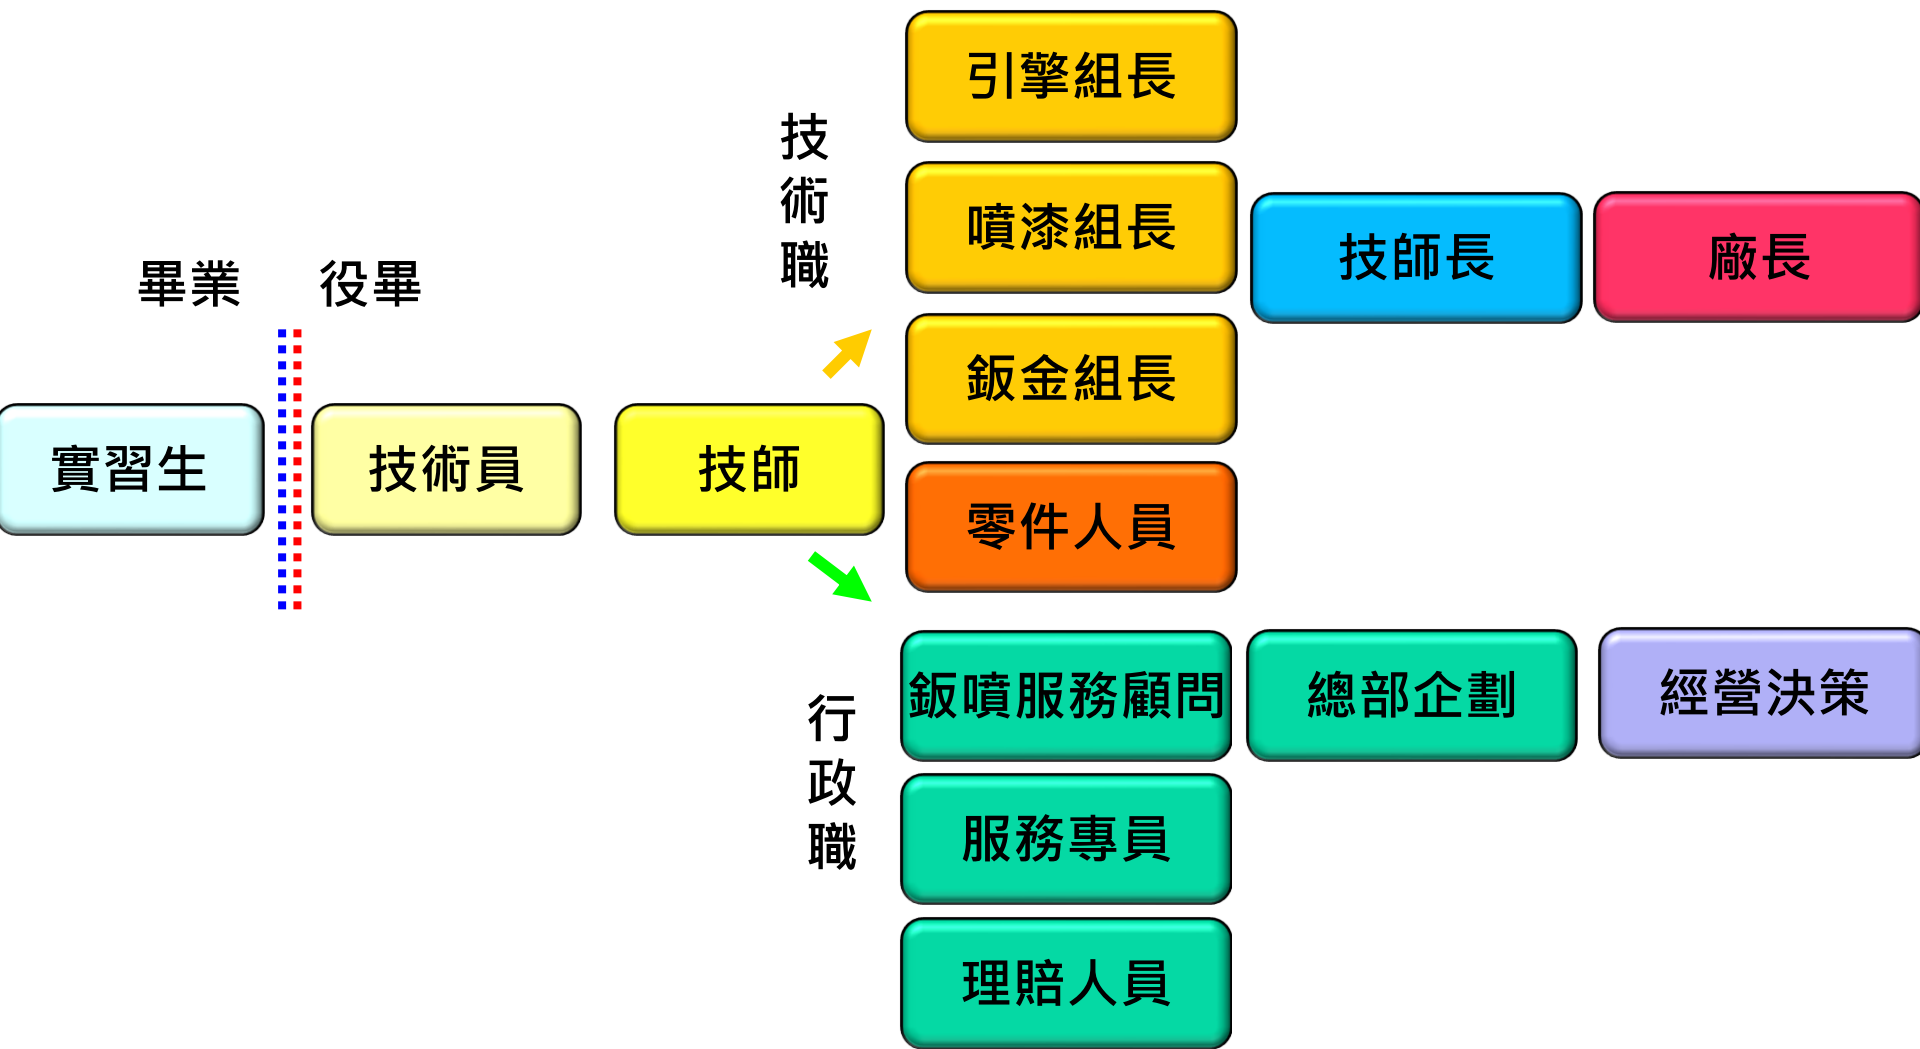 畢業
役畢
實習生
技術員
技師
技術職
引擎組長
噴漆組長
鈑金組長
零件人員
技師長
廠長
行政職
鈑噴服務顧問
服務專員
理賠人員
總部企劃
經營決策